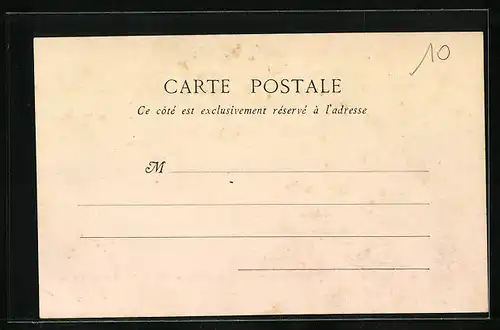 10
CARTE POSTALE
Ce côté est exclusivement réservé à l'adresse
M